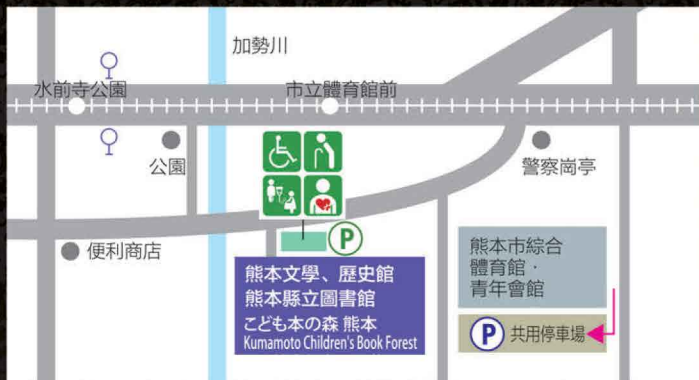 加勢川
水前寺公園
市立體育館前
公園
警察崗亭
便利商店
P
熊本文學、歷史館
熊本縣立圖書館
こども本の森 熊本
Kumamoto Children's Book Forest
熊本市綜合
體育館・
青年會館
P 共用停車場